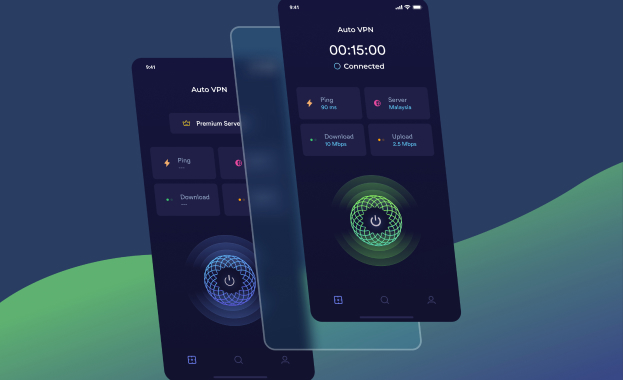 9:41
Auto VPN
Premium Serve
Ping
Download
9:41
Auto VPN
00:15:00
Connected
Ping
90 ms
Server
Malaysia
Download
10 Mbps
Upload
2.5 Mbps